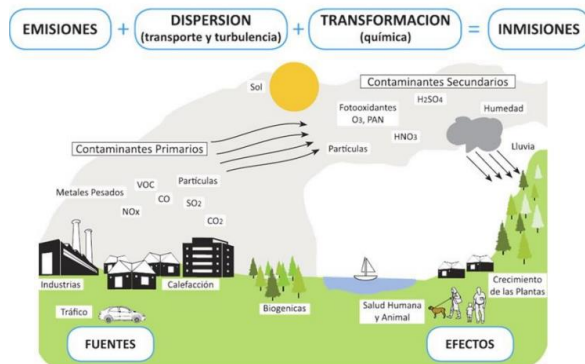 EMISIONES + DISPERSION (transporte y turbulencia) + TRANSFORMACION (química) = INMISIONES
Sol
Contaminantes Secundarios
H₂SO₄
Fotooxidantes
O₃, PAN
Humedad
HNO₃
Contaminantes Primarios
Partículas
Lluvia
Metales Pesados
VOC
Partículas
CO
SO₂
NOx
CO₂
Industrias
Calefacción
Biogenicas
Salud Humana
y Animal
Crecimiento
de las Plantas
Tráfico
FUENTES
EFECTOS